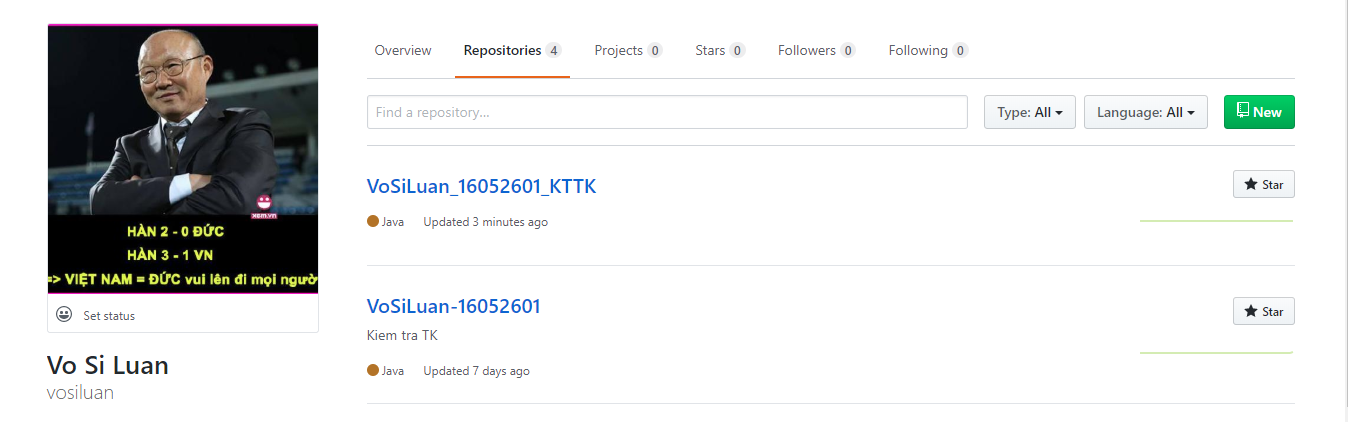 Overview
Repositories 4
Projects 0
Stars 0
Followers 0
Following 0
Find a repository...
Type: All
Language: All
New
xem.vn
HÀN 2 - 0 ĐỨC
HÀN 3 - 1 VN
=> VIỆT NAM = ĐỨC vui lên đi mọi ngườ
Set status
Vo Si Luan
vosiluan
VoSiLuan_16052601_KTTK
Star
Java Updated 3 minutes ago
VoSiLuan-16052601
Star
Kiem tra TK
Java Updated 7 days ago